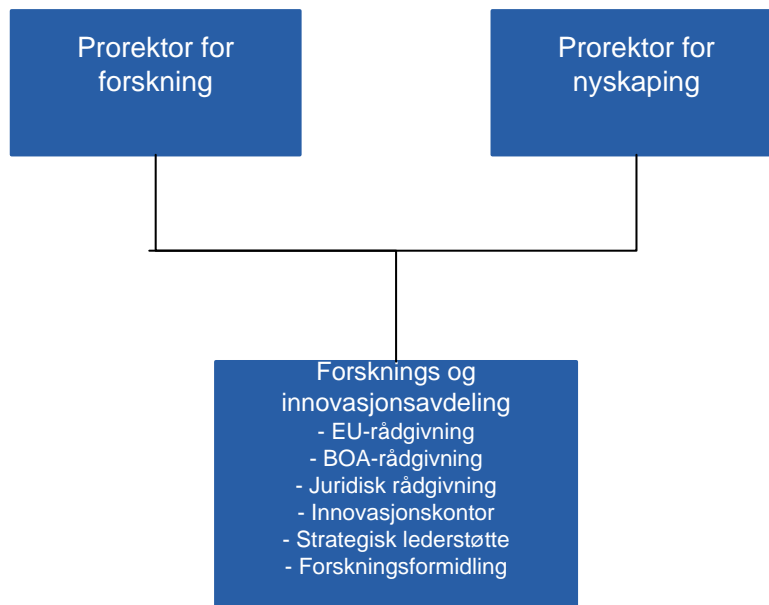 Prorektor for
forskning
Prorektor for
nyskaping
Forsknings og
innovasjonsavdeling
- EU-rådgivning
- BOA-rådgivning
- Juridisk rådgivning
- Innovasjonskontor
- Strategisk lederstøtte
- Forskningsformidling